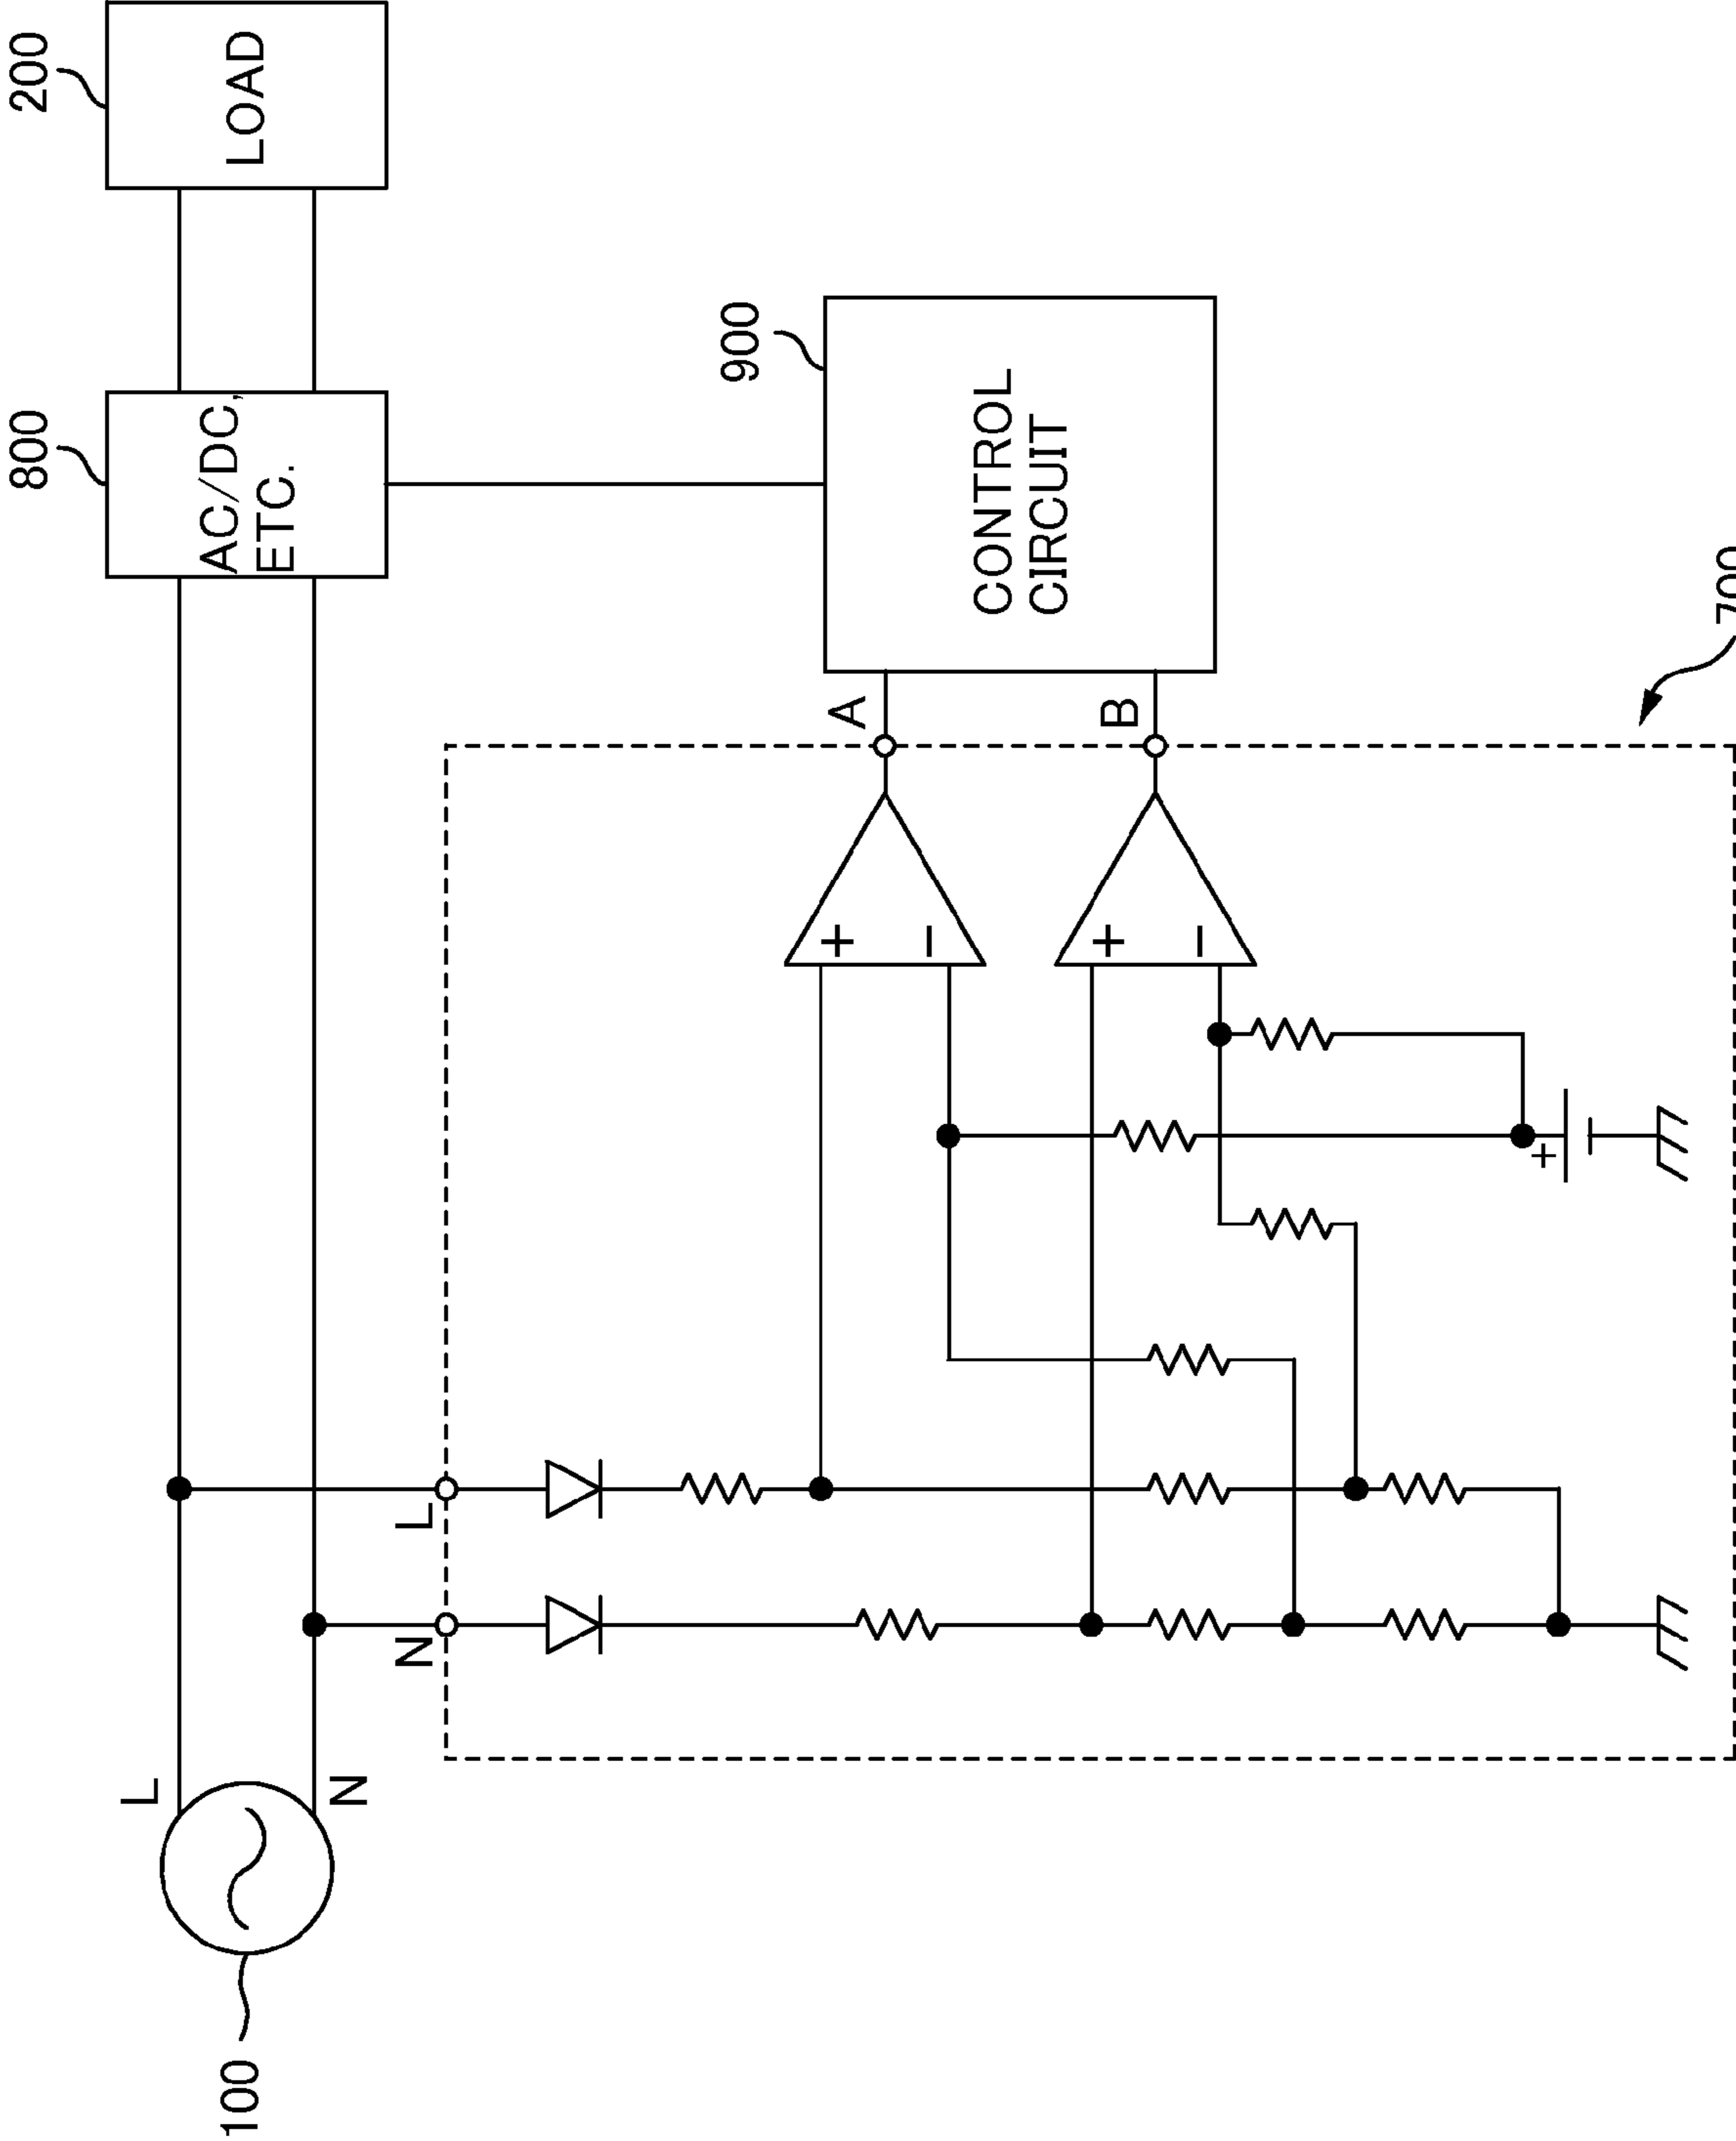 100
L
N
800
AC/DC,
ETC.
200
LOAD
N
L
+
−
A
+
−
B
900
CONTROL
CIRCUIT
+
700